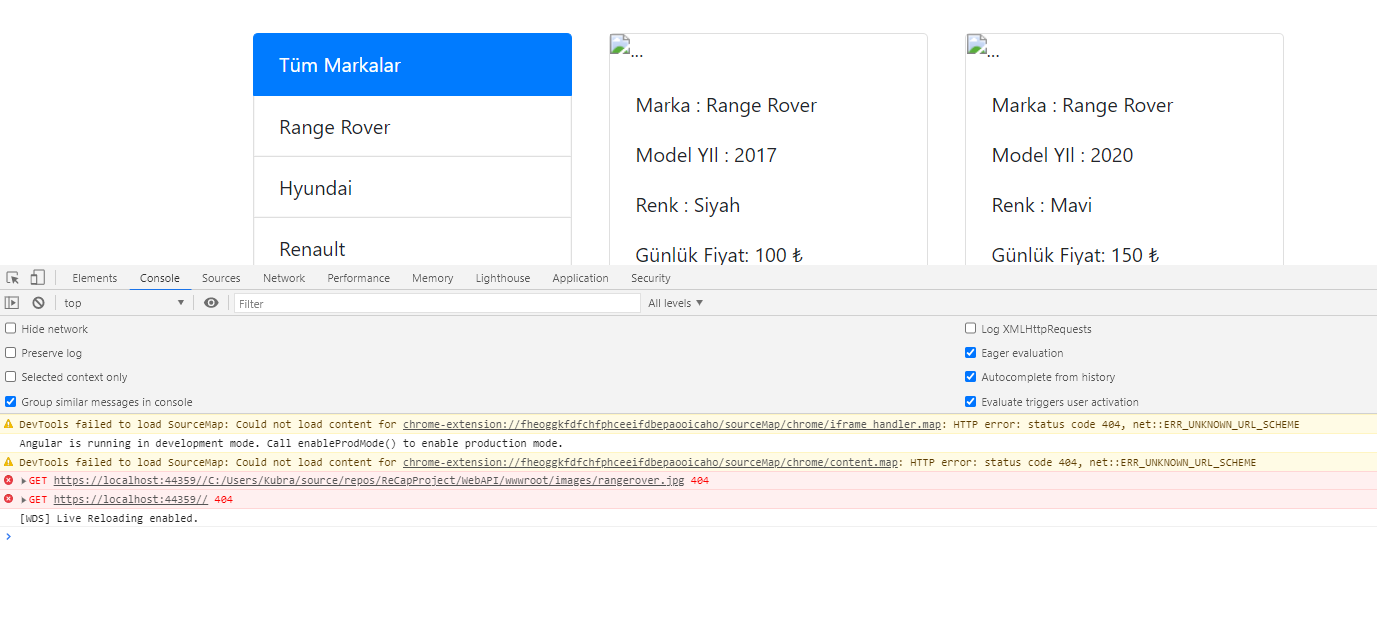 Tüm Markalar
Range Rover
Hyundai
Renault
...
Marka : Range Rover
Model YIl : 2017
Renk : Siyah
Günlük Fiyat: 100 ₺
...
Marka : Range Rover
Model YIl : 2020
Renk : Mavi
Günlük Fiyat: 150 ₺
Elements Console Sources Network Performance Memory Lighthouse Application Security
top Filter All levels
Hide network Log XMLHttpRequests
Preserve log Eager evaluation
Selected context only Autocomplete from history
Group similar messages in console Evaluate triggers user activation
DevTools failed to load SourceMap: Could not load content for chrome-extension://fheoggkfdfchfphceeifdbepaooicaho/sourceMap/chrome/iframe_handler.map: HTTP error: status code 404, net::ERR_UNKNOWN_URL_SCHEME
Angular is running in development mode. Call enableProdMode() to enable production mode.
DevTools failed to load SourceMap: Could not load content for chrome-extension://fheoggkfdfchfphceeifdbepaooicaho/sourceMap/chrome/content.map: HTTP error: status code 404, net::ERR_UNKNOWN_URL_SCHEME
GET https://localhost:44359//C:/Users/Kubra/source/repos/ReCapProject/WebAPI/wwwroot/images/rangerover.jpg 404
GET https://localhost:44359// 404
[WDS] Live Reloading enabled.